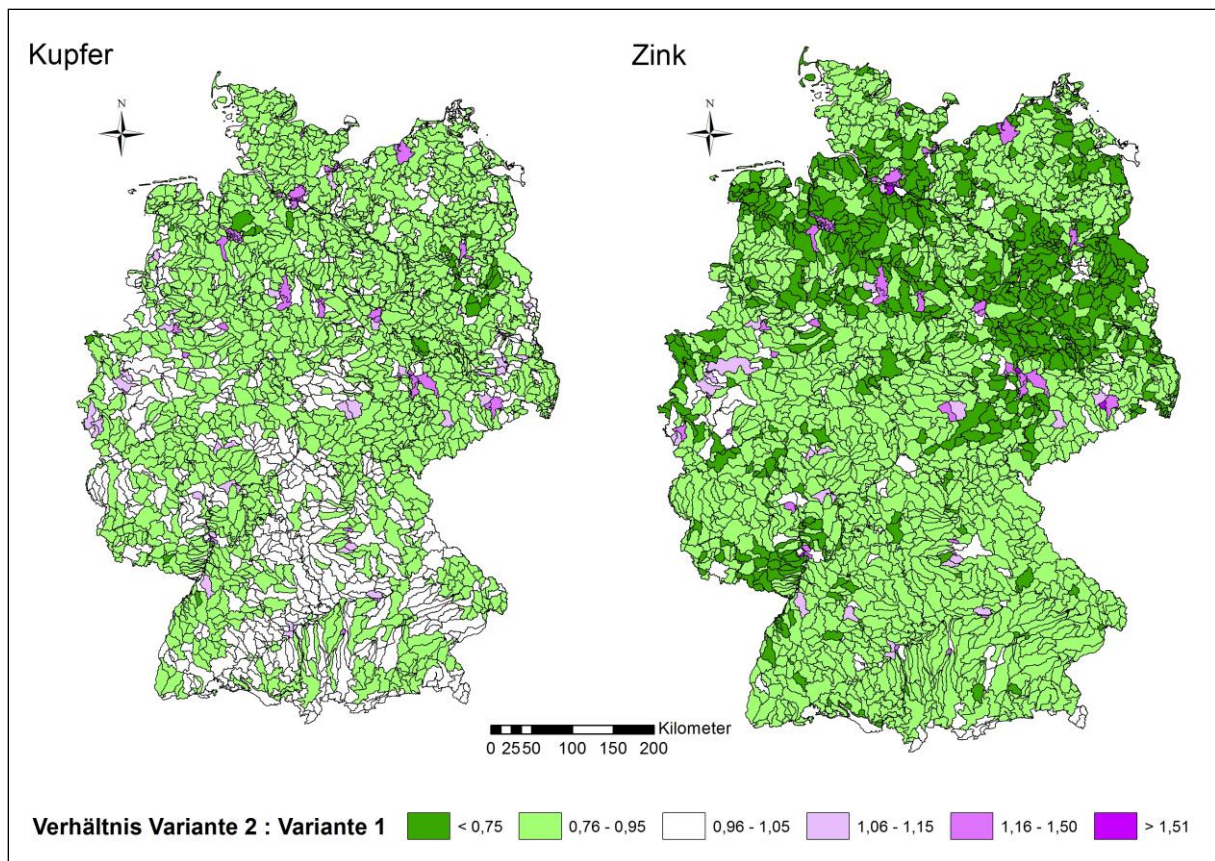 Kupfer
Zink
N
N
Kilometer
0 25 50 100 150 200
Verhältnis Variante 2 : Variante 1
< 0,75
0,76 - 0,95
0,96 - 1,05
1,06 - 1,15
1,16 - 1,50
> 1,51